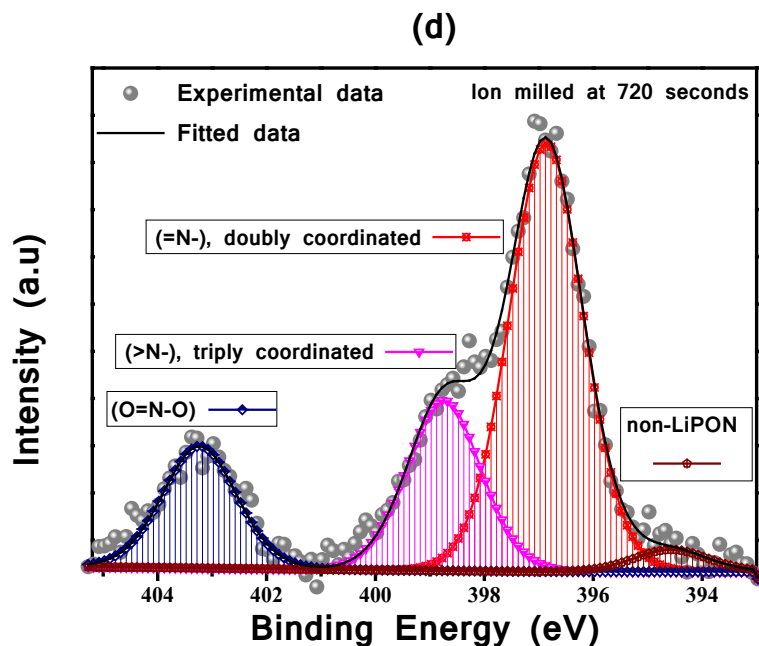 (d)
Experimental data
Ion milled at 720 seconds
Fitted data
(=N-), doubly coordinated
(>N-), triply coordinated
(O=N-O)
non-LiPON
Intensity (a.u)
404 402 400 398 396 394
Binding Energy (eV)